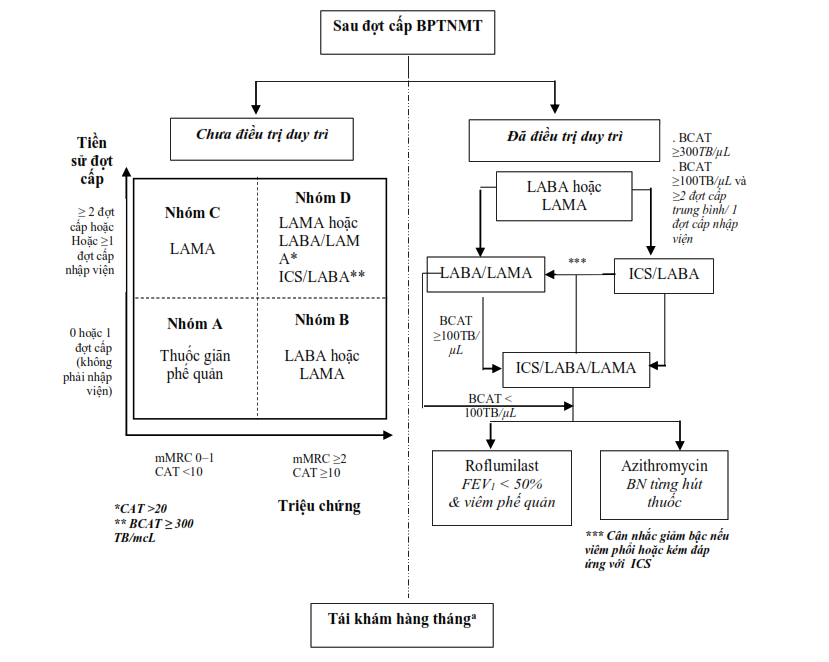 Sau đợt cấp BPTNMT
Chưa điều trị duy trì
Tiền
sử đợt
cấp
≥ 2 đợt
cấp hoặc
Hoặc ≥1
đợt cấp
nhập viện
0 hoặc 1
đợt cấp
(không
phải nhập
viện)
Nhóm C
LAMA
Nhóm D
LAMA hoặc
LABA/LAM
A*
ICS/LABA**
Nhóm A
Thuốc giãn
phế quản
Nhóm B
LABA hoặc
LAMA
mMRC 0–1
CAT <10
mMRC ≥2
CAT ≥10
Triệu chứng
*CAT >20
** BCAT ≥ 300
TB/mcL
Đã điều trị duy trì
. BCAT
≥300TB/µL
. BCAT
≥100TB/µL và
≥2 đợt cấp
trung bình/ 1
đợt cấp nhập
viện
LABA hoặc
LAMA
LABA/LAMA
***
ICS/LABA
BCAT
≥100TB/
µL
ICS/LABA/LAMA
BCAT <
100TB/µL
Roflumilast
FEV1 < 50%
& viêm phế quản
Azithromycin
BN từng hút
thuốc
*** Cân nhắc giảm bậc nếu
viêm phổi hoặc kém đáp
ứng với ICS
Tái khám hàng thángª